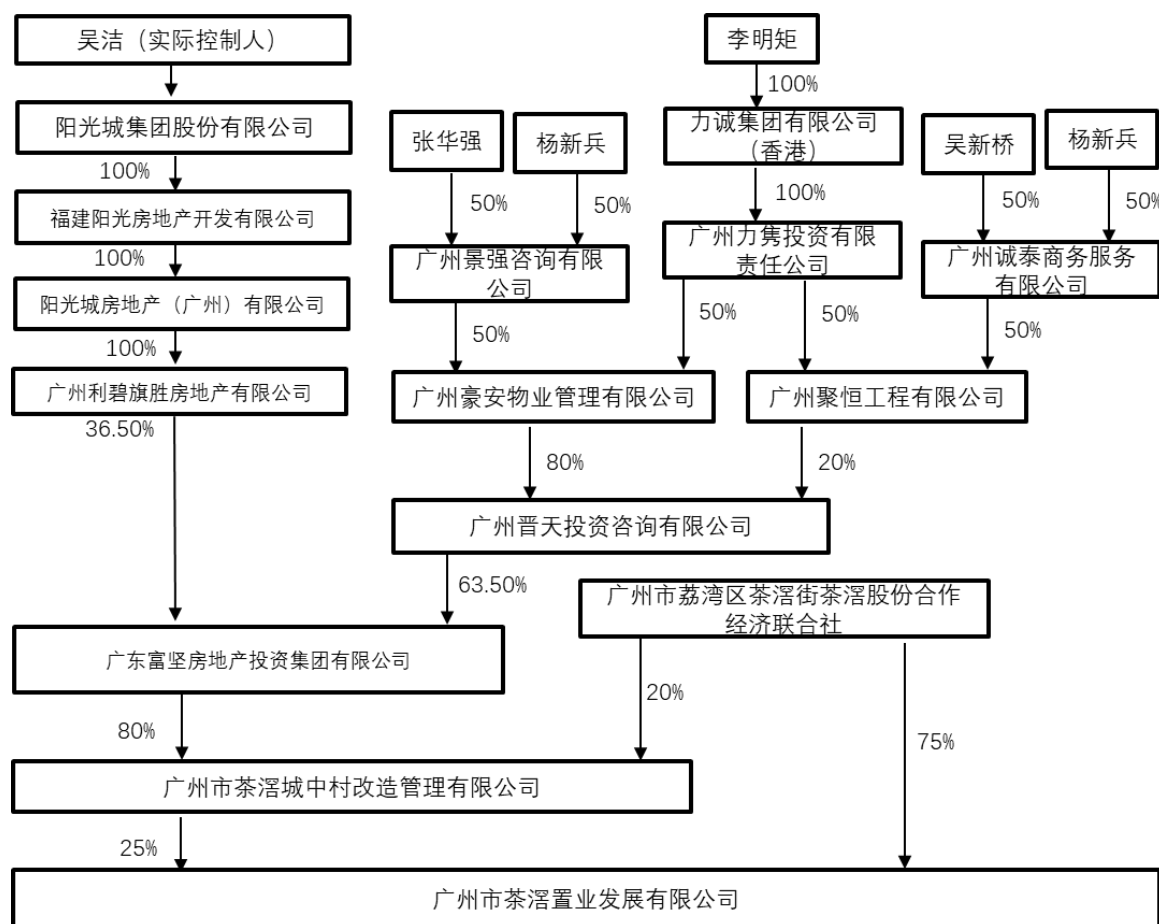 吴洁（实际控制人）
李明矩
100%
阳光城集团股份有限公司
力诚集团有限公司
（香港）
张华强
杨新兵
吴新桥
杨新兵
100%
100%
50%
50%
50%
50%
福建阳光房地产开发有限公司
广州力隽投资有限
责任公司
广州景强咨询有限
公司
广州诚泰商务服务
有限公司
100%
阳光城房地产（广州）有限公司
50%
50%
50%
50%
100%
广州利碧旗胜房地产有限公司
广州豪安物业管理有限公司
广州聚恒工程有限公司
36.50%
80%
20%
广州晋天投资咨询有限公司
63.50%
广州市荔湾区茶滘街茶滘股份合作
经济联合社
广东富坚房地产投资集团有限公司
20%
80%
75%
广州市茶滘城中村改造管理有限公司
25%
广州市茶滘置业发展有限公司